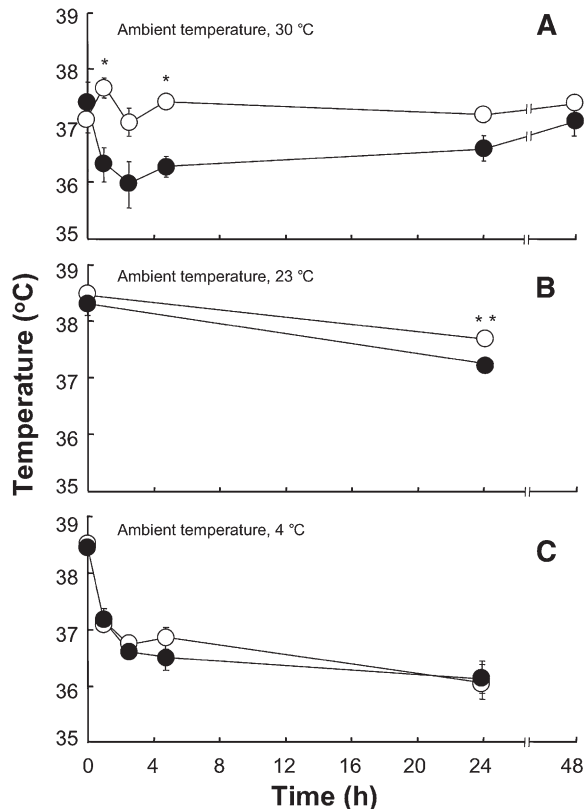 39
Ambient temperature, 30 °C
A
38
*
*
37
36
35
39
Ambient temperature, 23 °C
B
38
* *
37
36
35
Temperature (°C)
39
Ambient temperature, 4 °C
C
38
37
36
35
0 4 8 12 16 20 24 48
Time (h)